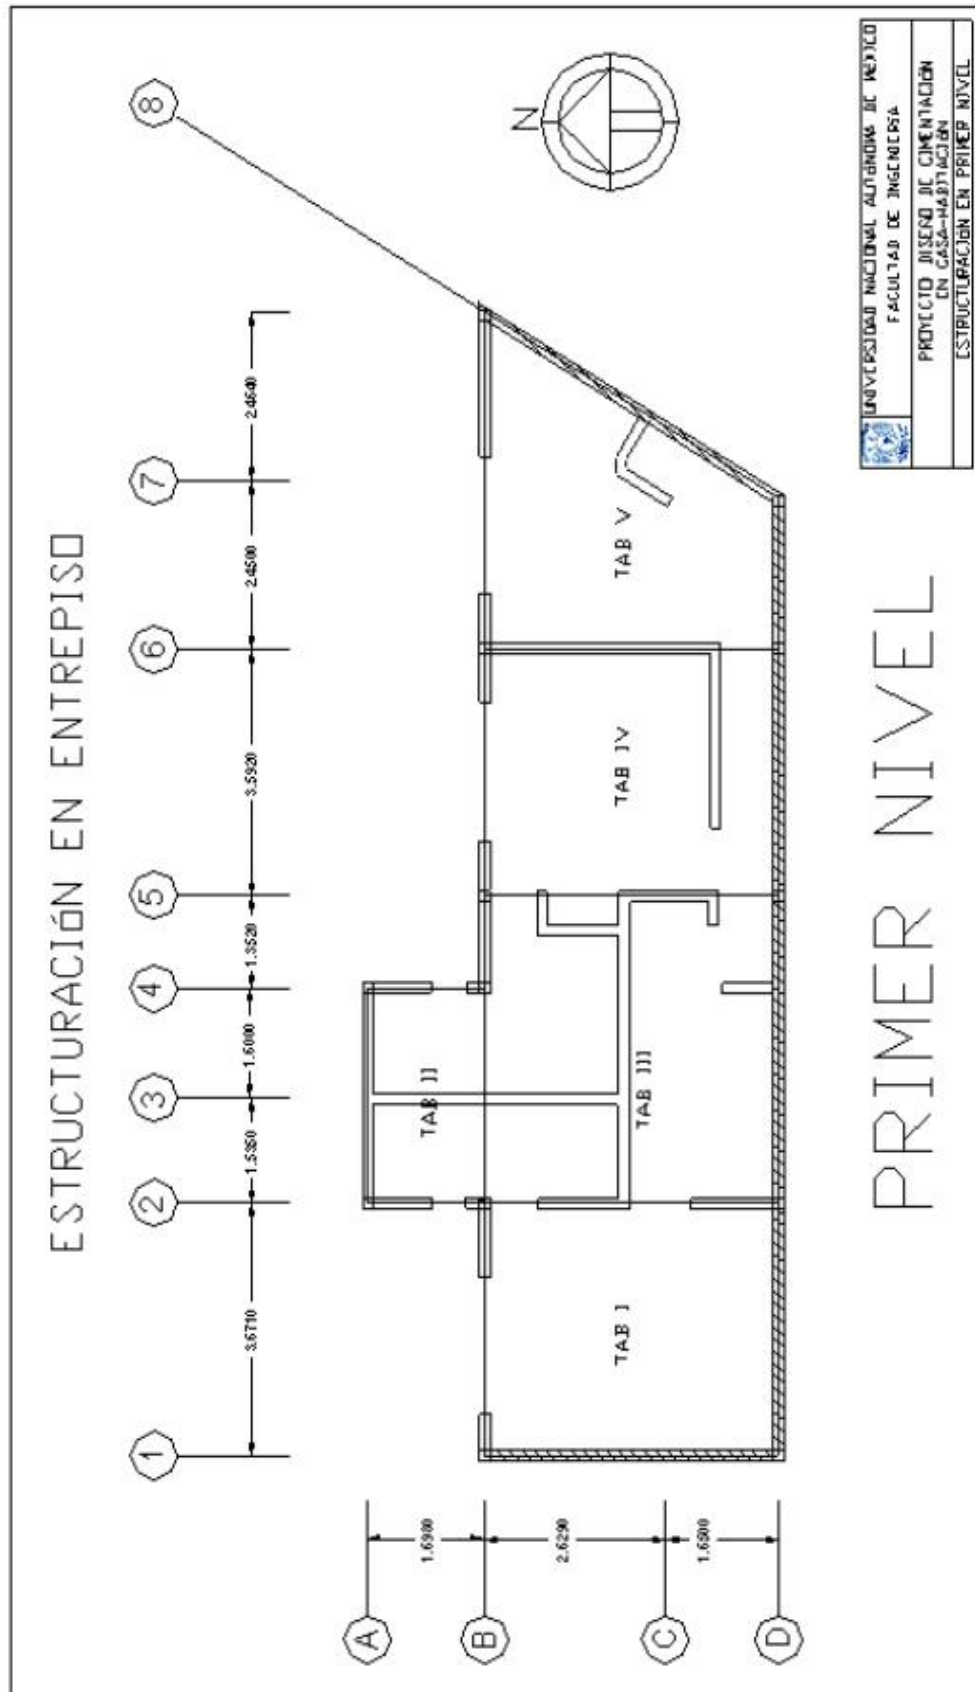 ESTRUCTURACIÓN EN ENTREPISO
1
2
3
4
5
6
7
8
3.6710
1.5350
1.6000
1.3520
3.5920
2.4500
2.4640
A
B
C
D
1.6980
2.6290
1.6500
TAB I
TAB II
TAB III
TAB IV
TAB V
N
PRIMER NIVEL
UNIVERSIDAD NACIONAL AUTÓNOMA DE MÉXICO
FACULTAD DE INGENIERÍA
PROYECTO DISEÑO DE CIMENTACIÓN
EN CASA-HABITACIÓN
ESTRUCTURACIÓN EN PRIMER NIVEL